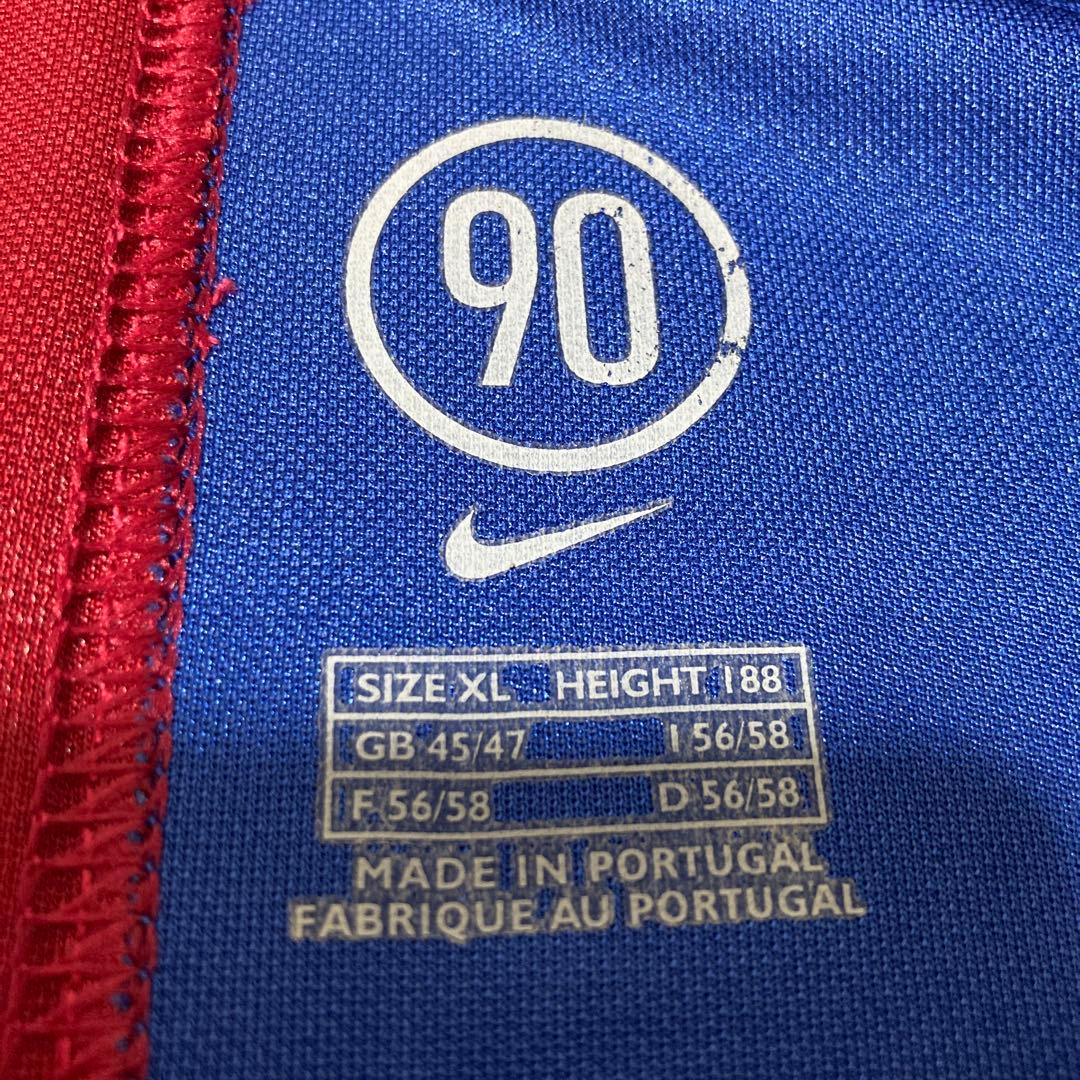 90
SIZE XL HEIGHT 188
GB 45/47 I 56/58
F 56/58 D 56/58
MADE IN PORTUGAL
FABRIQUE AU PORTUGAL